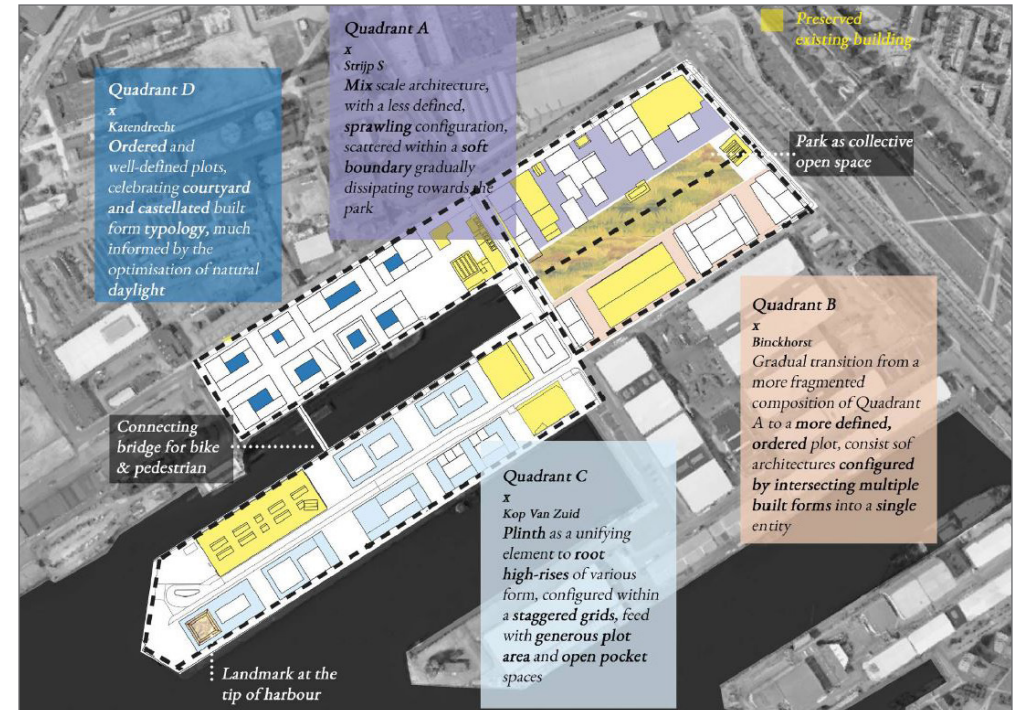 Quadrant A
x
Strijp S
Mix scale architecture,
with a less defined,
sprawling configuration,
scattered within a soft
boundary gradually
dissipating towards the
park
Preserved
existing building
Quadrant D
x
Katendrecht
Ordered and
well-defined plots,
celebrating courtyard
and castellated built
form typology, much
informed by the
optimisation of natural
daylight
Park as collective
open space
Quadrant B
x
Binckhorst
Gradual transition from a
more fragmented
composition of Quadrant
A to a more defined,
ordered plot, consist sof
architectures configured
by intersecting multiple
built forms into a single
entity
Connecting
bridge for bike
& pedestrian
Quadrant C
x
Kop Van Zuid
Plinth as a unifying
element to root
high-rises of various
form, configured within
a staggered grids, feed
with generous plot
area and open pocket
spaces
Landmark at the
tip of harbour